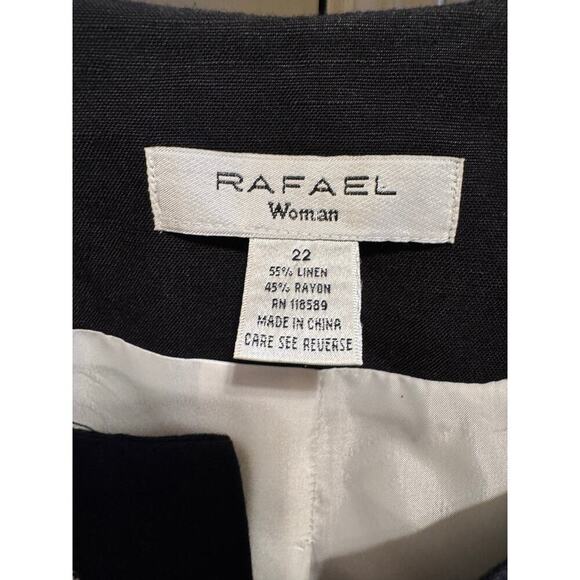 RAFAEL
Woman
22
55% LINEN
45% RAYON
RN 118589
MADE IN CHINA
CARE SEE REVERSE